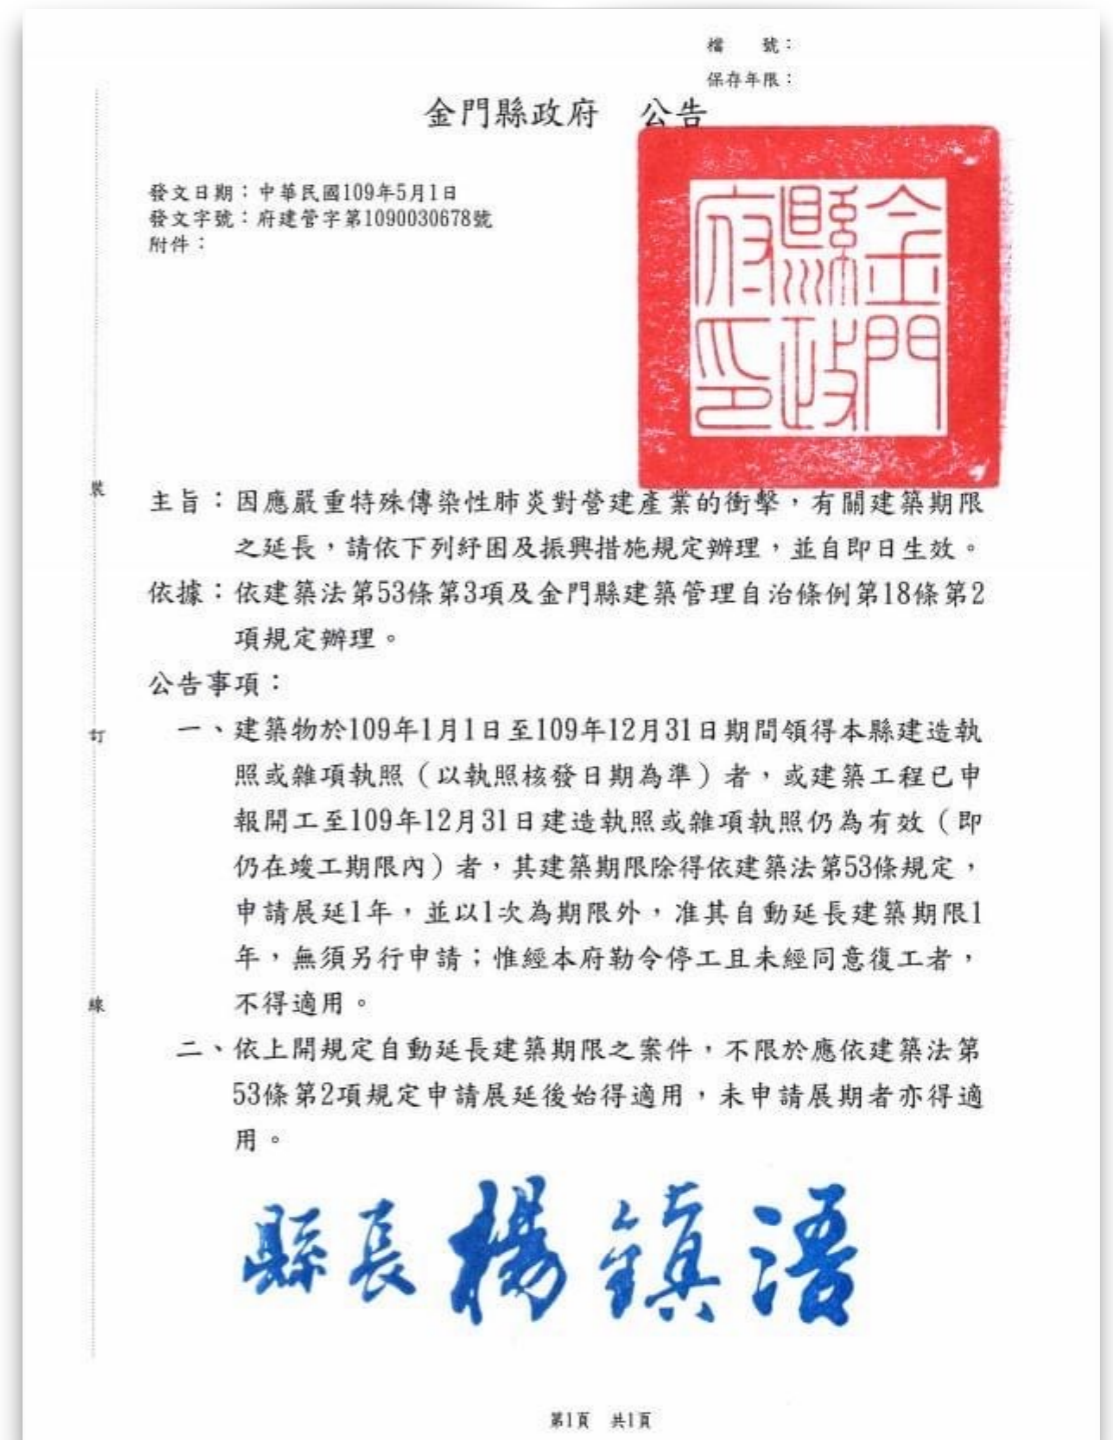 檔　號：
保存年限：
金門縣政府　公告
金門縣政府印
發文日期：中華民國109年5月1日
發文字號：府建管字第1090030678號
附件：
主旨：因應嚴重特殊傳染性肺炎對營建產業的衝擊，有關建築期限
之延長，請依下列紓困及振興措施規定辦理，並自即日生效。
依據：依建築法第53條第3項及金門縣建築管理自治條例第18條第2
項規定辦理。
公告事項：
一、建築物於109年1月1日至109年12月31日期間領得本縣建造執
照或雜項執照（以執照核發日期為準）者，或建築工程已申
報開工至109年12月31日建造執照或雜項執照仍為有效（即
仍在竣工期限內）者，其建築期限除得依建築法第53條規定，
申請展延1年，並以1次為期限外，准其自動延長建築期限1
年，無須另行申請；惟經本府勒令停工且未經同意復工者，
不得適用。
二、依上開規定自動延長建築期限之案件，不限於應依建築法第
53條第2項規定申請展延後始得適用，未申請展期者亦得適
用。
縣長楊鎮浯
裝
訂
線
第1頁　共1頁